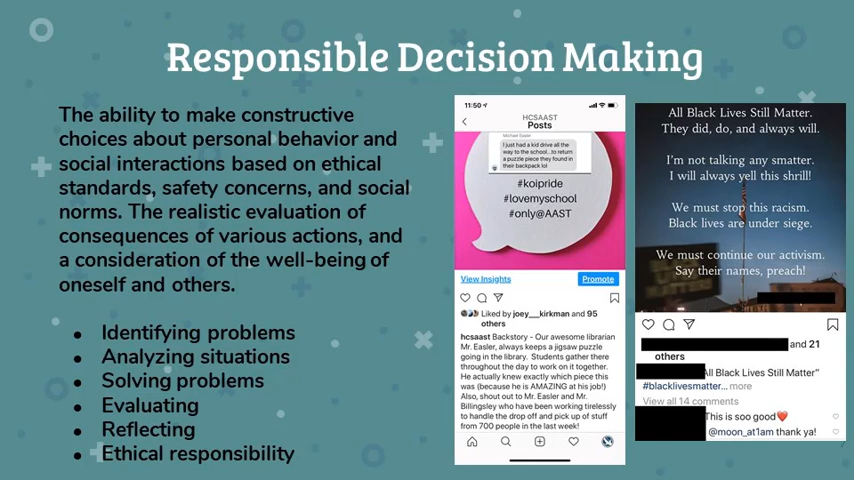 Responsible Decision Making
The ability to make constructive
choices about personal behavior and
social interactions based on ethical
standards, safety concerns, and social
norms. The realistic evaluation of
consequences of various actions, and
a consideration of the well-being of
oneself and others.
Identifying problems
Analyzing situations
Solving problems
Evaluating
Reflecting
Ethical responsibility
11:50
HCSAAST
Posts
Michael Easler
I just had a kid drive all the
way to the school...to return
a puzzle piece they found in
their backpack lol
#koipride
#lovemyschool
#only@AAST
View Insights
Promote
Liked by joey___kirkman and 95
others
hcsaast Backstory - Our awesome librarian
Mr. Easler, always keeps a jigsaw puzzle
going in the library. Students gather there
throughout the day to work on it together.
He actually knew exactly which piece this
was (because he is AMAZING at his job!)
Also, shout out to Mr. Easler and Mr.
Billingsley who have been working tirelessly
to handle the drop off and pick up of stuff
from 700 people in the last week!
All Black Lives Still Matter.
They did, do, and always will.
I'm not talking any smatter.
I will always yell this shrill!
We must stop this racism.
Black lives are under siege.
We must continue our activism.
Say their names, preach!
and 21
others
All Black Lives Still Matter"
#blacklivesmatter... more
View all 14 comments
This is soo good❤️
@moon_at1am thank ya!